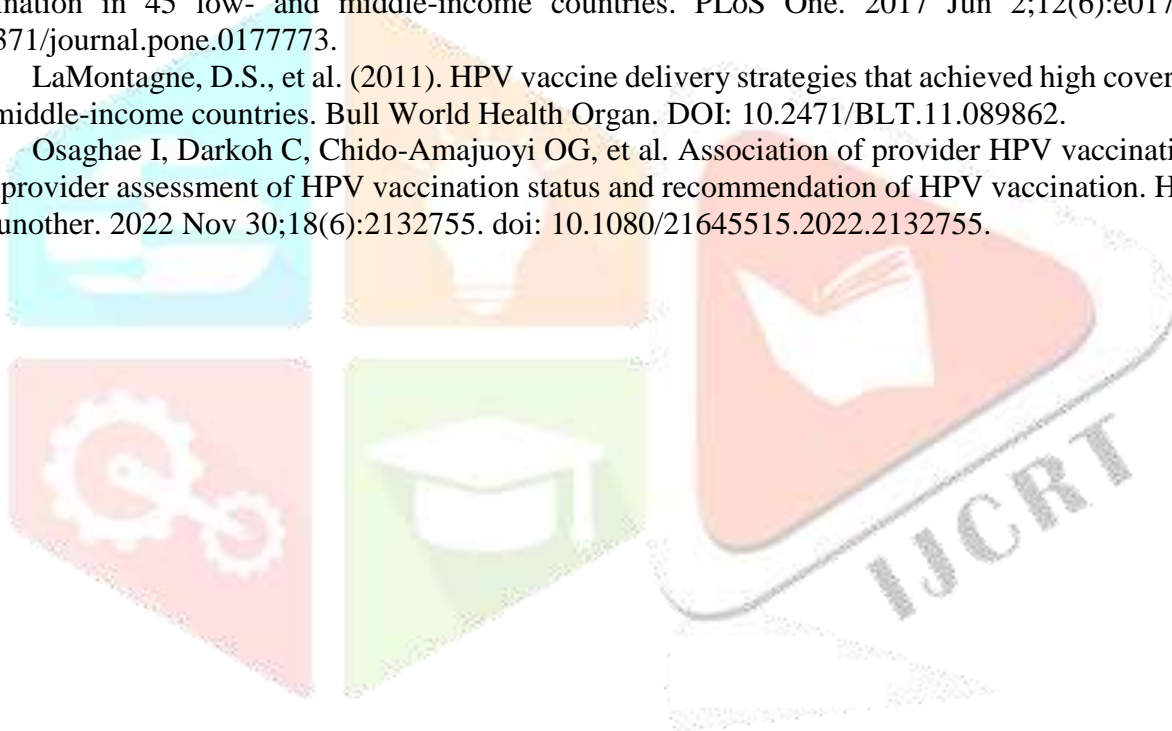 ination in 45 low- and middle-income countries. PLoS One. 2017 Jun 2;12(6):e017
371/journal.pone.0177773.
LaMontagne, D.S., et al. (2011). HPV vaccine delivery strategies that achieved high cover
middle-income countries. Bull World Health Organ. DOI: 10.2471/BLT.11.089862.
Osaghae I, Darkoh C, Chido-Amajuoyi OG, et al. Association of provider HPV vaccinati
provider assessment of HPV vaccination status and recommendation of HPV vaccination. H
unother. 2022 Nov 30;18(6):2132755. doi: 10.1080/21645515.2022.2132755.
IJCRT